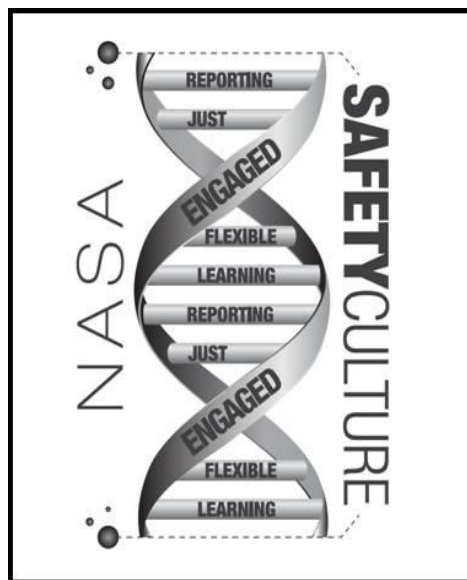 NASA
REPORTING
JUST
ENGAGED
FLEXIBLE
LEARNING
REPORTING
JUST
ENGAGED
FLEXIBLE
LEARNING
SAFETYCULTURE